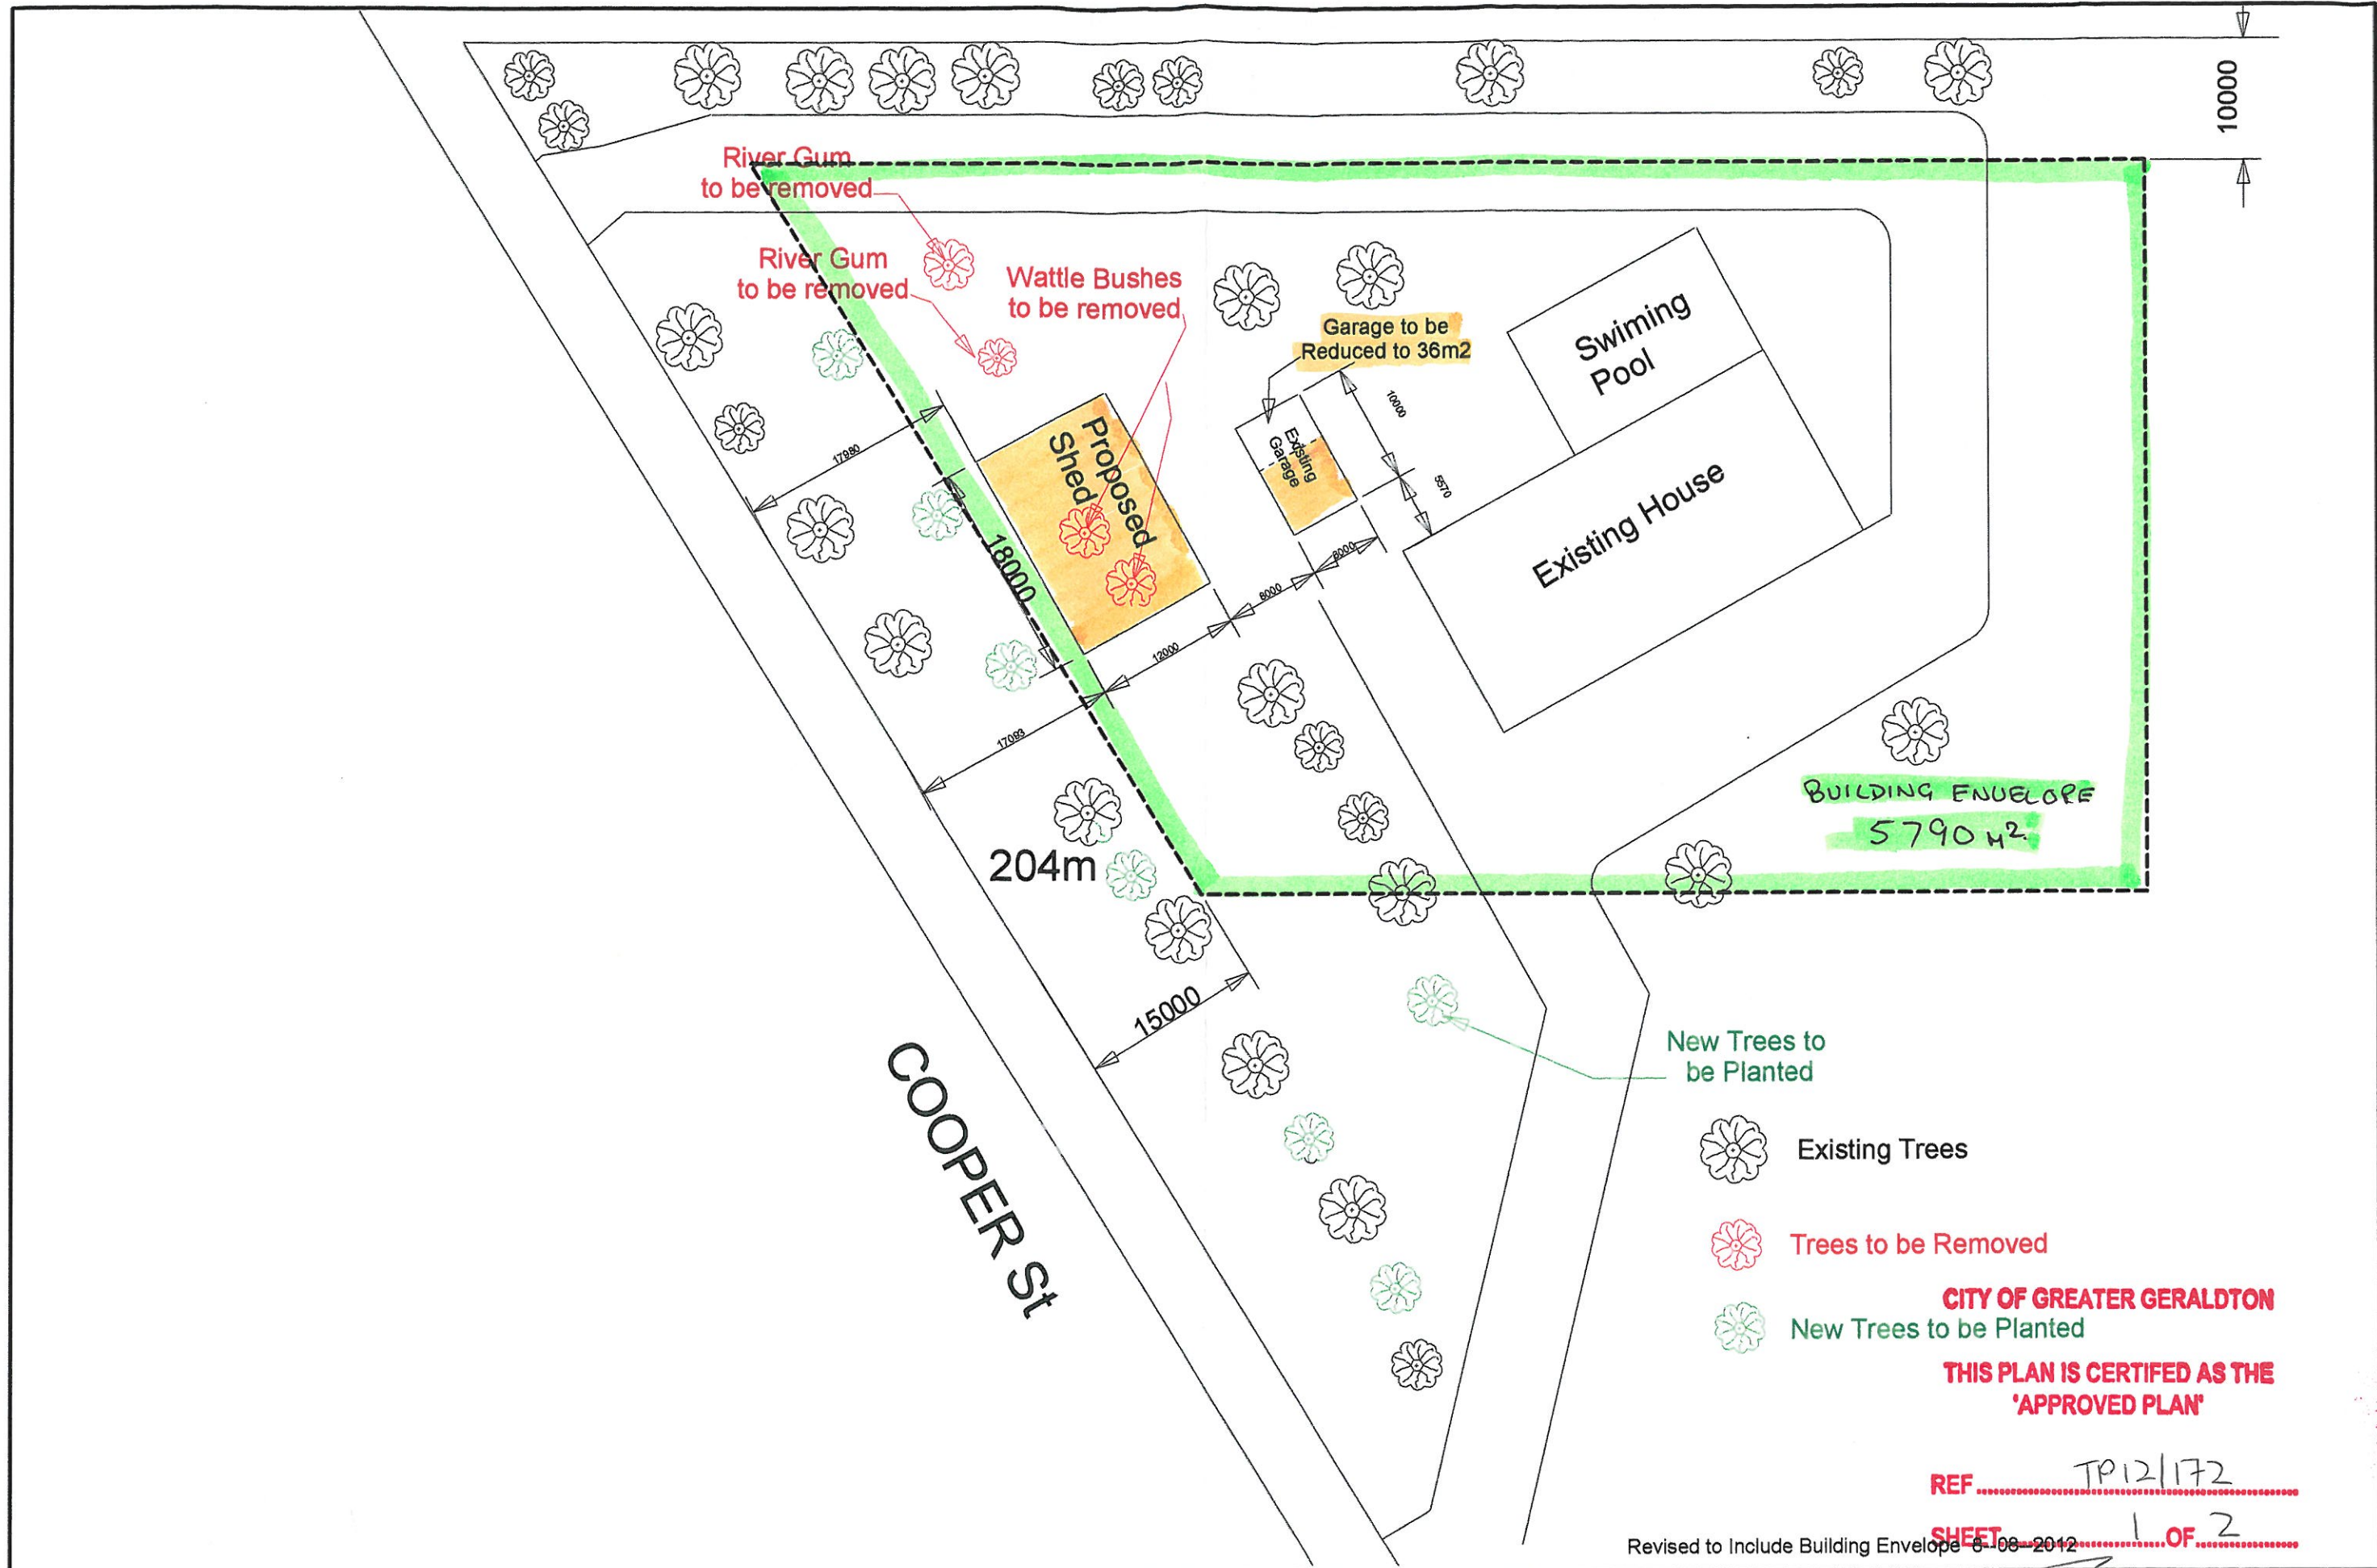 10000
River Gum
to be removed
River Gum
to be removed
Wattle Bushes
to be removed
Garage to be
Reduced to 36m2
Swiming
Pool
Proposed
Shed
Existing
Garage
10000
5570
Existing House
17980
18000
6000
6000
12000
17093
BUILDING ENVELOPE
5790 M2.
204m
15000
COOPER St
New Trees to
be Planted
Existing Trees
Trees to be Removed
CITY OF GREATER GERALDTON
New Trees to be Planted
THIS PLAN IS CERTIFED AS THE
'APPROVED PLAN'
REF TP12/172
SHEET 1 OF 2
Revised to Include Building Envelope 8-08-2012